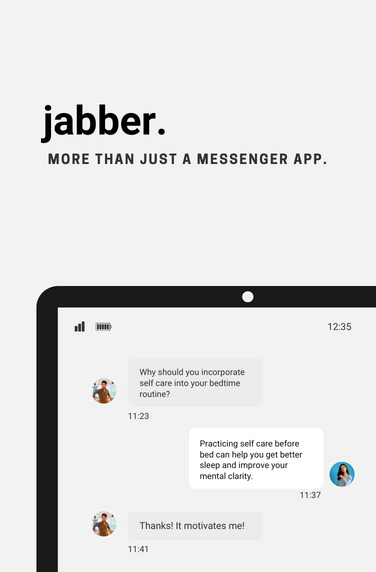 jabber.
MORE THAN JUST A MESSENGER APP.
12:35
Why should you incorporate
self care into your bedtime
routine?
11:23
Practicing self care before
bed can help you get better
sleep and improve your
mental clarity.
11:37
Thanks! It motivates me!
11:41